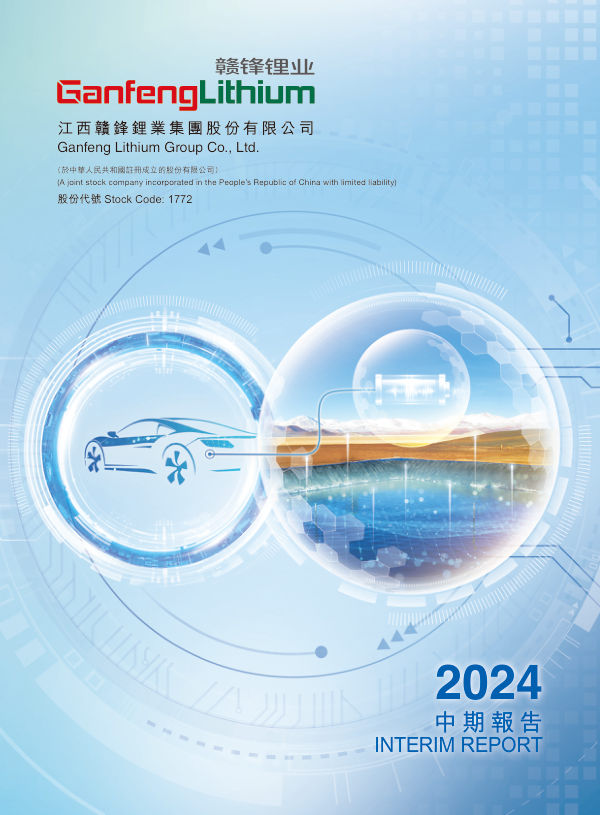 赣锋锂业
GanfengLithium
江西贛鋒鋰業集團股份有限公司
Ganfeng Lithium Group Co., Ltd.
（於中華人民共和國註冊成立的股份有限公司）
(A joint stock company incorporated in the People's Republic of China with limited liability)
股份代號 Stock Code: 1772
2024
中期報告
INTERIM REPORT